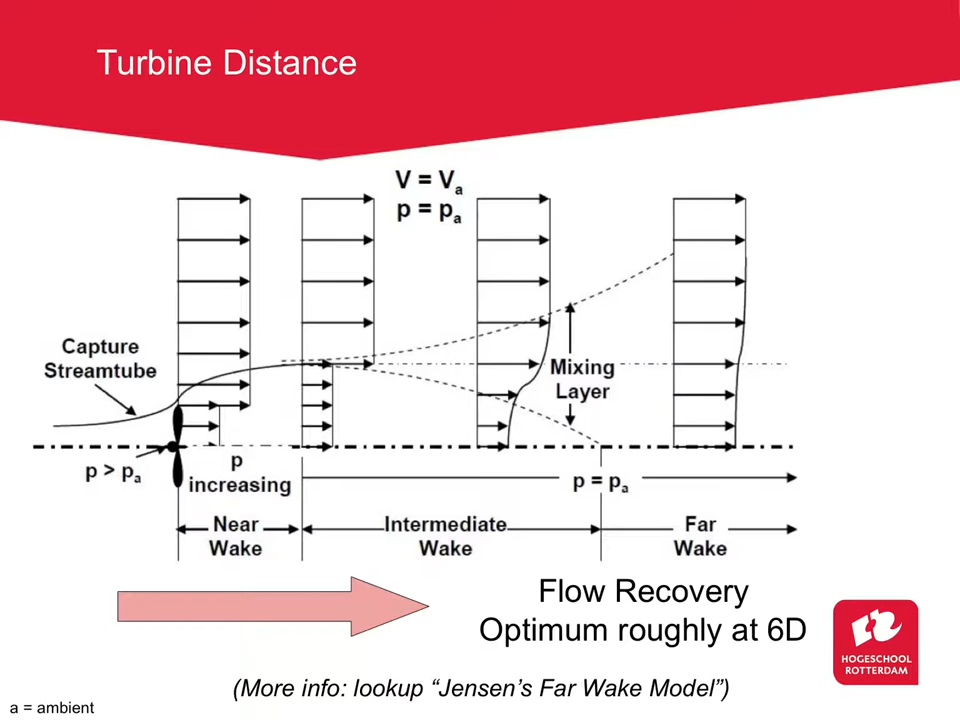 Turbine Distance
V = Va
p = pa
Capture
Streamtube
Mixing
Layer
p > pa
p
increasing
p = pa
Near
Wake
Intermediate
Wake
Far
Wake
Flow Recovery
Optimum roughly at 6D
HOGESCHOOL
ROTTERDAM
(More info: lookup “Jensen’s Far Wake Model”)
a = ambient